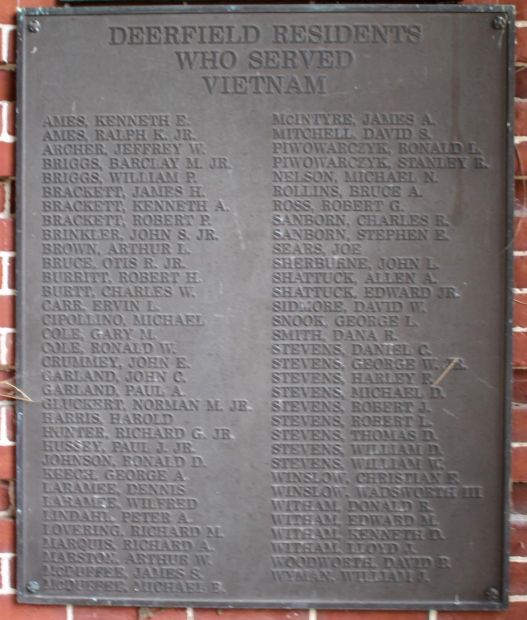 DEERFIELD RESIDENTS
WHO SERVED
VIETNAM
AMES, KENNETH E.
AMES, RALPH K. JR.
ARCHER, JEFFREY W.
BRIGGS, BARCLAY M. JR.
BRIGGS, WILLIAM P.
BRACKETT, JAMES H.
BRACKETT, KENNETH A.
BRACKETT, ROBERT P.
BRINKLER, JOHN S. JR.
BROWN, ARTHUR L.
BRUCE, OTIS R. JR.
BURRITT, ROBERT H.
BURTT, CHARLES W.
CARR, ERVIN L.
CIPOLLINO, MICHAEL
COLE, GARY M.
COLE, RONALD W.
CRUMMEY, JOHN E.
GARLAND, JOHN C.
GARLAND, PAUL A.
GLUCKERT, NORMAN M. JR.
HARRIS, HAROLD
HUNTER, RICHARD G. JR.
HUSSEY, PAUL J. JR.
JOHNSON, RONALD D.
KEECH, GEORGE A.
LARAMEE, DENNIS
LARAMEE, WILFRED
LINDAHL, PETER A.
LOVERING, RICHARD M.
MARQUIS, RICHARD A.
MARSTON, ARTHUR W.
MCDUFFEE, JAMES S.
MCDUFFEE, MICHAEL E.
MCINTYRE, JAMES A.
MITCHELL, DAVID S.
PIWOWARCZYK, RONALD L.
PIWOWARCZYK, STANLEY R.
NELSON, MICHAEL N.
ROLLINS, BRUCE A.
ROSS, ROBERT G.
SANBORN, CHARLES R.
SANBORN, STEPHEN E.
SEARS, JOE
SHERBURNE, JOHN L.
SHATTUCK, ALLEN A.
SHATTUCK, EDWARD JR.
SIDMORE, DAVID W.
SNOOK, GEORGE L.
SMITH, DANA R.
STEVENS, DANIEL C.
STEVENS, GEORGE W. JR.
STEVENS, HARLEY
STEVENS, MICHAEL D.
STEVENS, ROBERT J.
STEVENS, ROBERT L.
STEVENS, THOMAS D.
STEVENS, WILLIAM D.
STEVENS, WILLIAM W.
WINSLOW, CHRISTIAN F.
WINSLOW, WADSWORTH III
WITHAM, DONALD E.
WITHAM, EDWARD M.
WITHAM, KENNETH D.
WITHAM, LLOYD J.
WOODWORTH, DAVID E.
WYMAN, WILLIAM J.